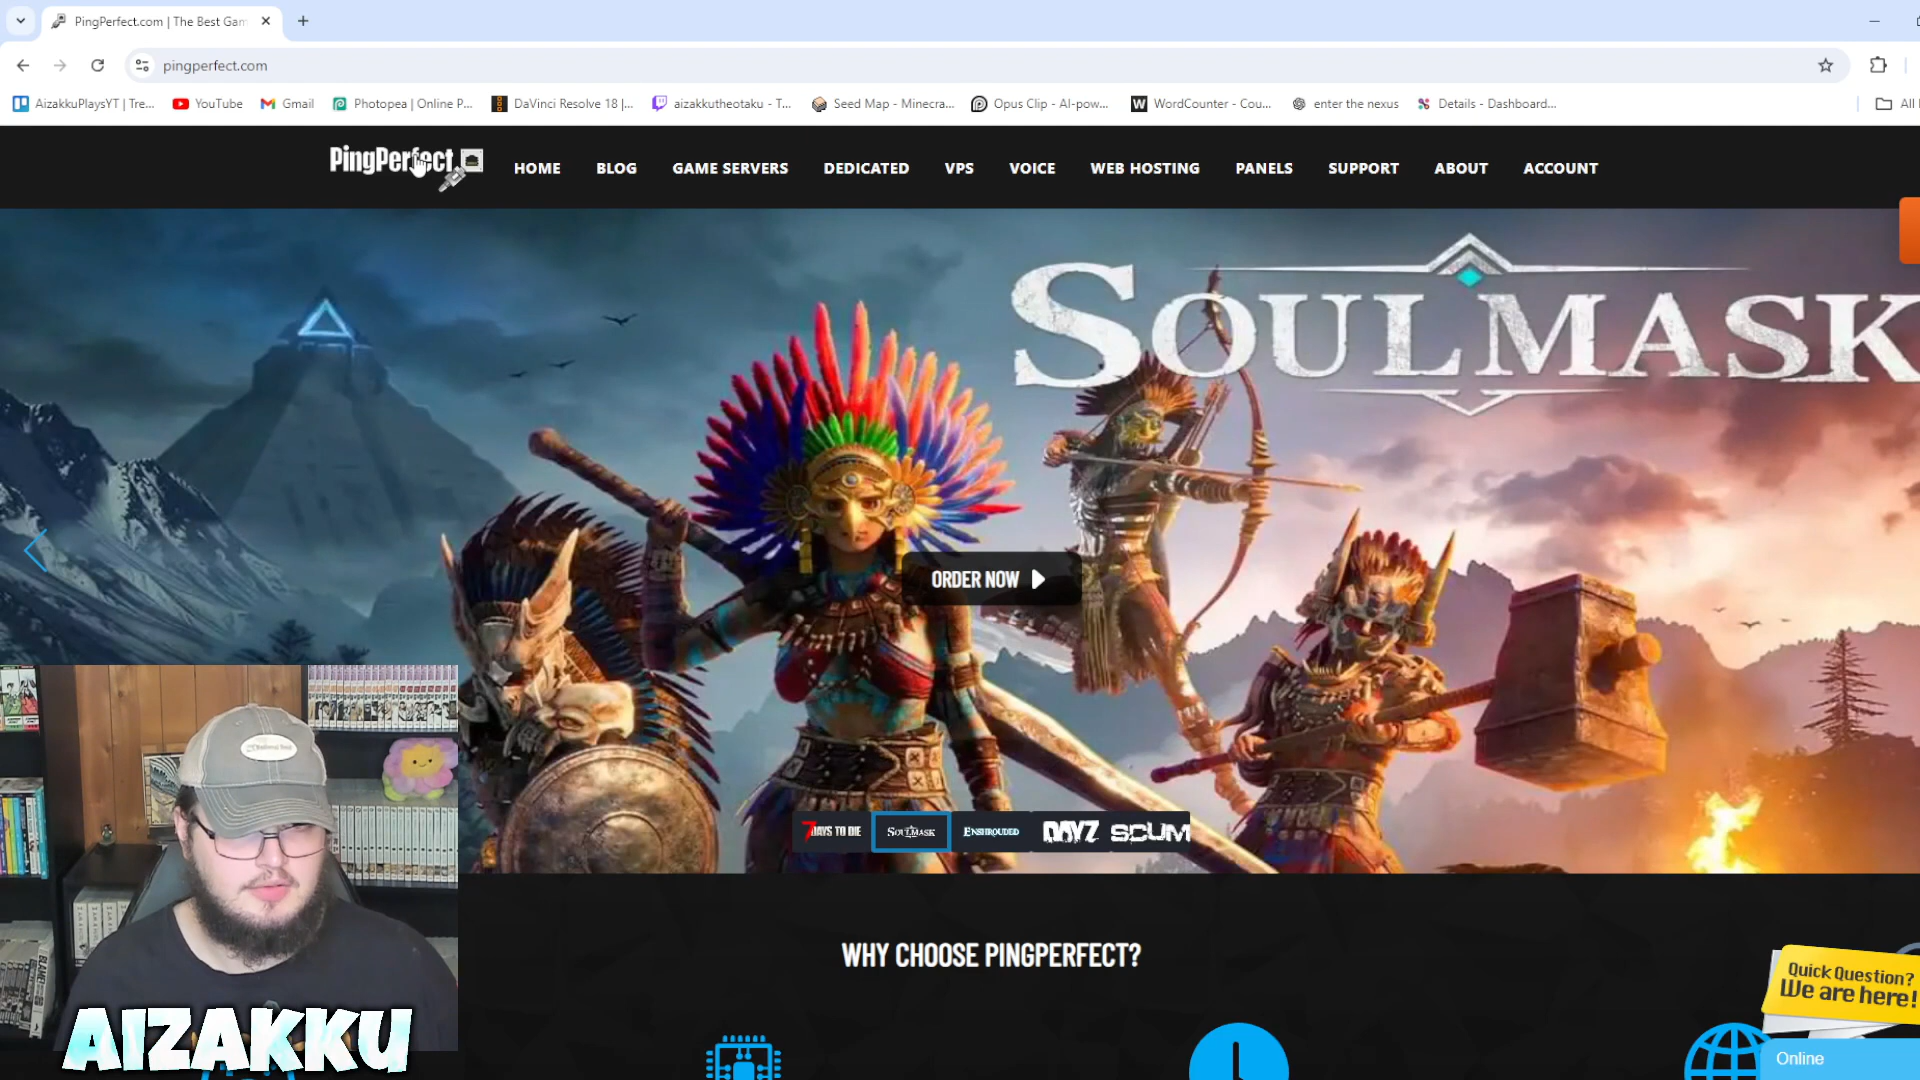 PingPerfect.com | The Best Gam
pingperfect.com
AizakkuPlaysYT | Tre...
YouTube
Gmail
Photopea | Online P...
DaVinci Resolve 18 |...
aizakkutheotaku - T...
Seed Map - Minecra...
Opus Clip - AI-pow...
WordCounter - Cou...
enter the nexus
Details - Dashboard...
All
PingPerfect
HOME
BLOG
GAME SERVERS
DEDICATED
VPS
VOICE
WEB HOSTING
PANELS
SUPPORT
ABOUT
ACCOUNT
SOULMASK
ORDER NOW
7 DAYS TO DIE
SOULMASK
ENSHROUDED
DAYZ
SCUM
WHY CHOOSE PINGPERFECT?
Quick Question?
We are here!
Online
AIZAKKU